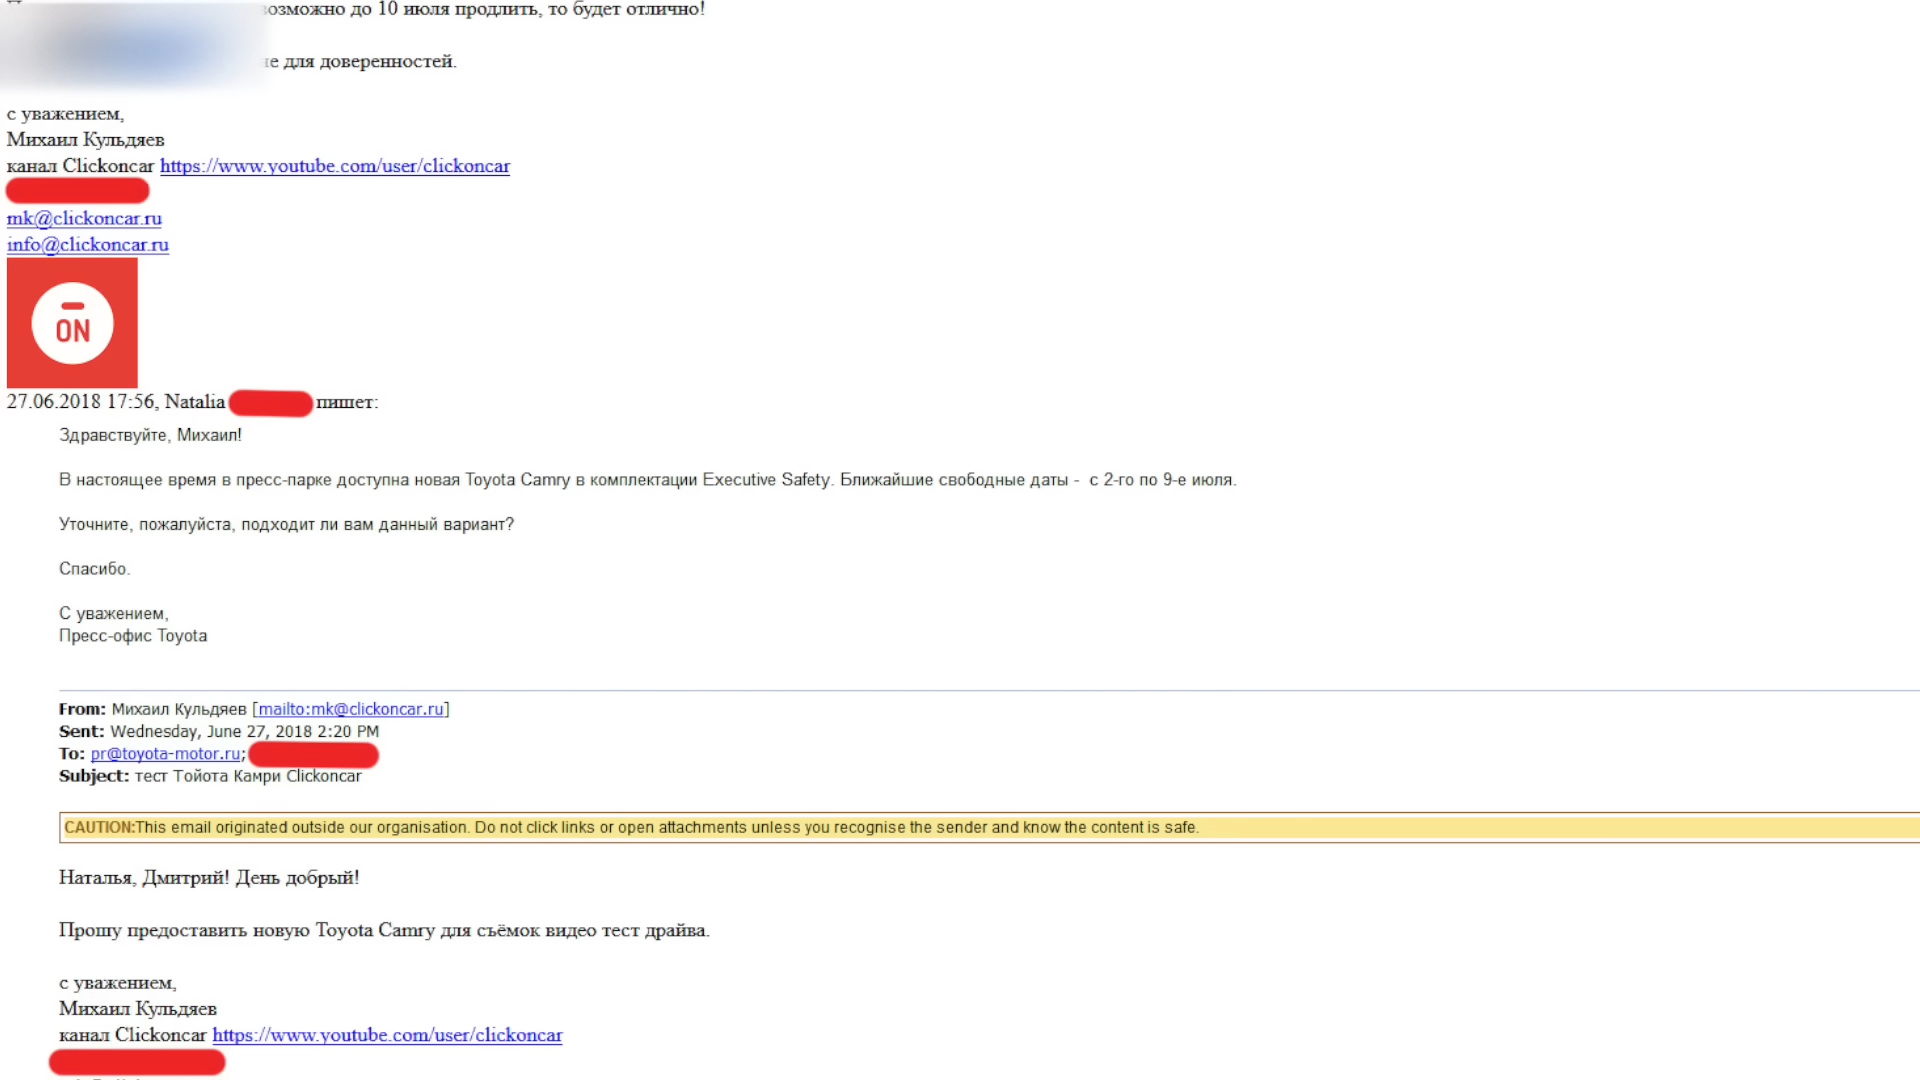 возможно до 10 июля продлить, то будет отлично!
для доверенностей.
с уважением,
Михаил Кульдяев
канал Clickoncar https://www.youtube.com/user/clickoncar
mk@clickoncar.ru
info@clickoncar.ru
ON
27.06.2018 17:56, Natalia пишет:
Здравствуйте, Михаил!
В настоящее время в пресс-парке доступна новая Toyota Camry в комплектации Executive Safety. Ближайшие свободные даты - с 2-го по 9-е июля.
Уточните, пожалуйста, подходит ли вам данный вариант?
Спасибо.
С уважением,
Пресс-офис Toyota
From: Михаил Кульдяев [mailto:mk@clickoncar.ru]
Sent: Wednesday, June 27, 2018 2:20 PM
To: pr@toyota-motor.ru;
Subject: тест Тойота Камри Clickoncar
CAUTION:This email originated outside our organisation. Do not click links or open attachments unless you recognise the sender and know the content is safe.
Наталья, Дмитрий! День добрый!
Прошу предоставить новую Toyota Camry для съёмок видео тест драйва.
с уважением,
Михаил Кульдяев
канал Clickoncar https://www.youtube.com/user/clickoncar